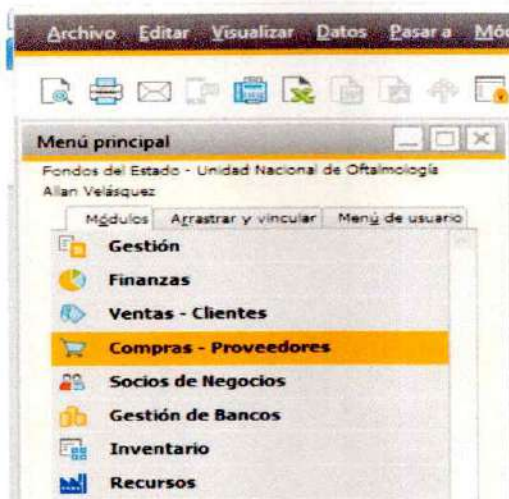 Archivo Editar Visualizar Datos Pasar a Mód
Menú principal
Fondos del Estado - Unidad Nacional de Oftalmología
Allan Velásquez
Módulos Arrastrar y vincular Menú de usuario
Gestión
Finanzas
Ventas - Clientes
Compras - Proveedores
Socios de Negocios
Gestión de Bancos
Inventario
Recursos